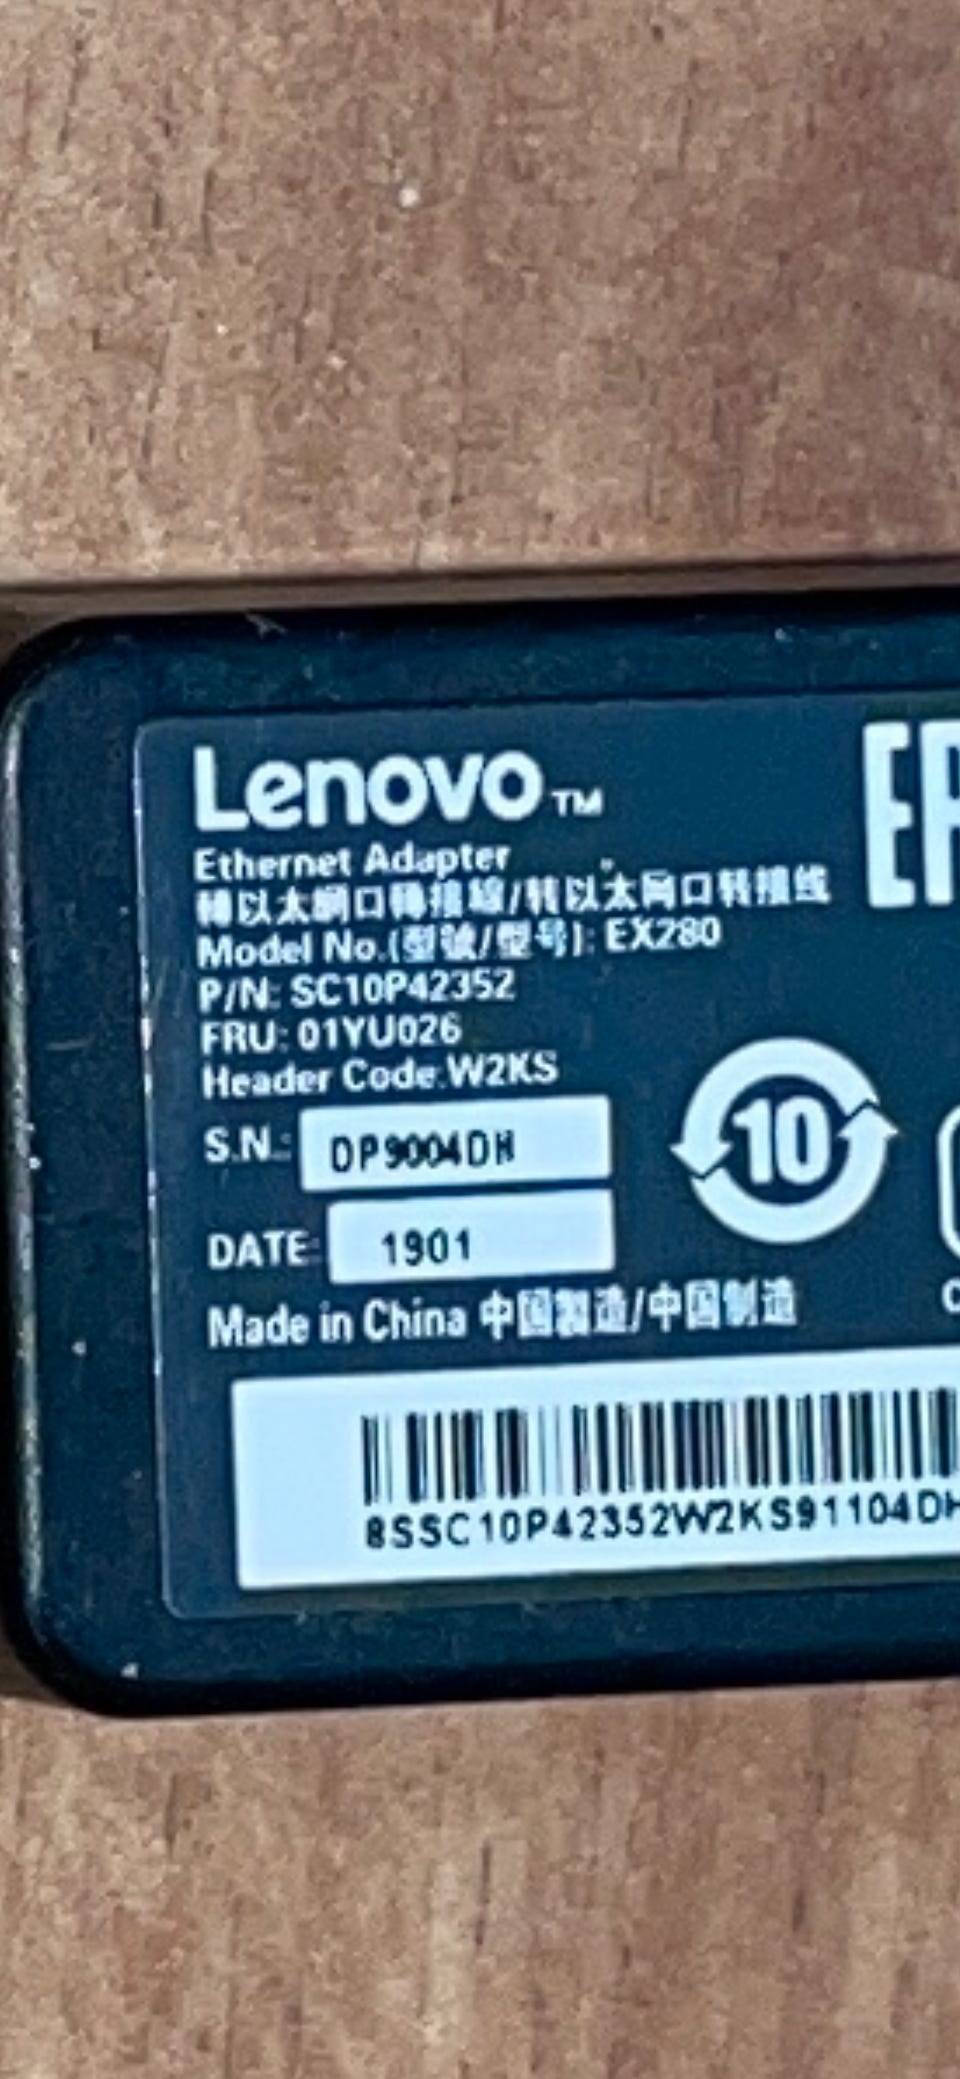 Lenovo™
Ethernet Adapter
轉以太網口轉接線/转以太网口转接线
Model No.(型號/型号): EX280
P/N: SC10P42352
FRU: 01YU026
Header Code:W2KS
S.N.: DP9004DH
DATE: 1901
10
Made in China 中國製造/中国制造
8SSC10P42352W2KS91104DH